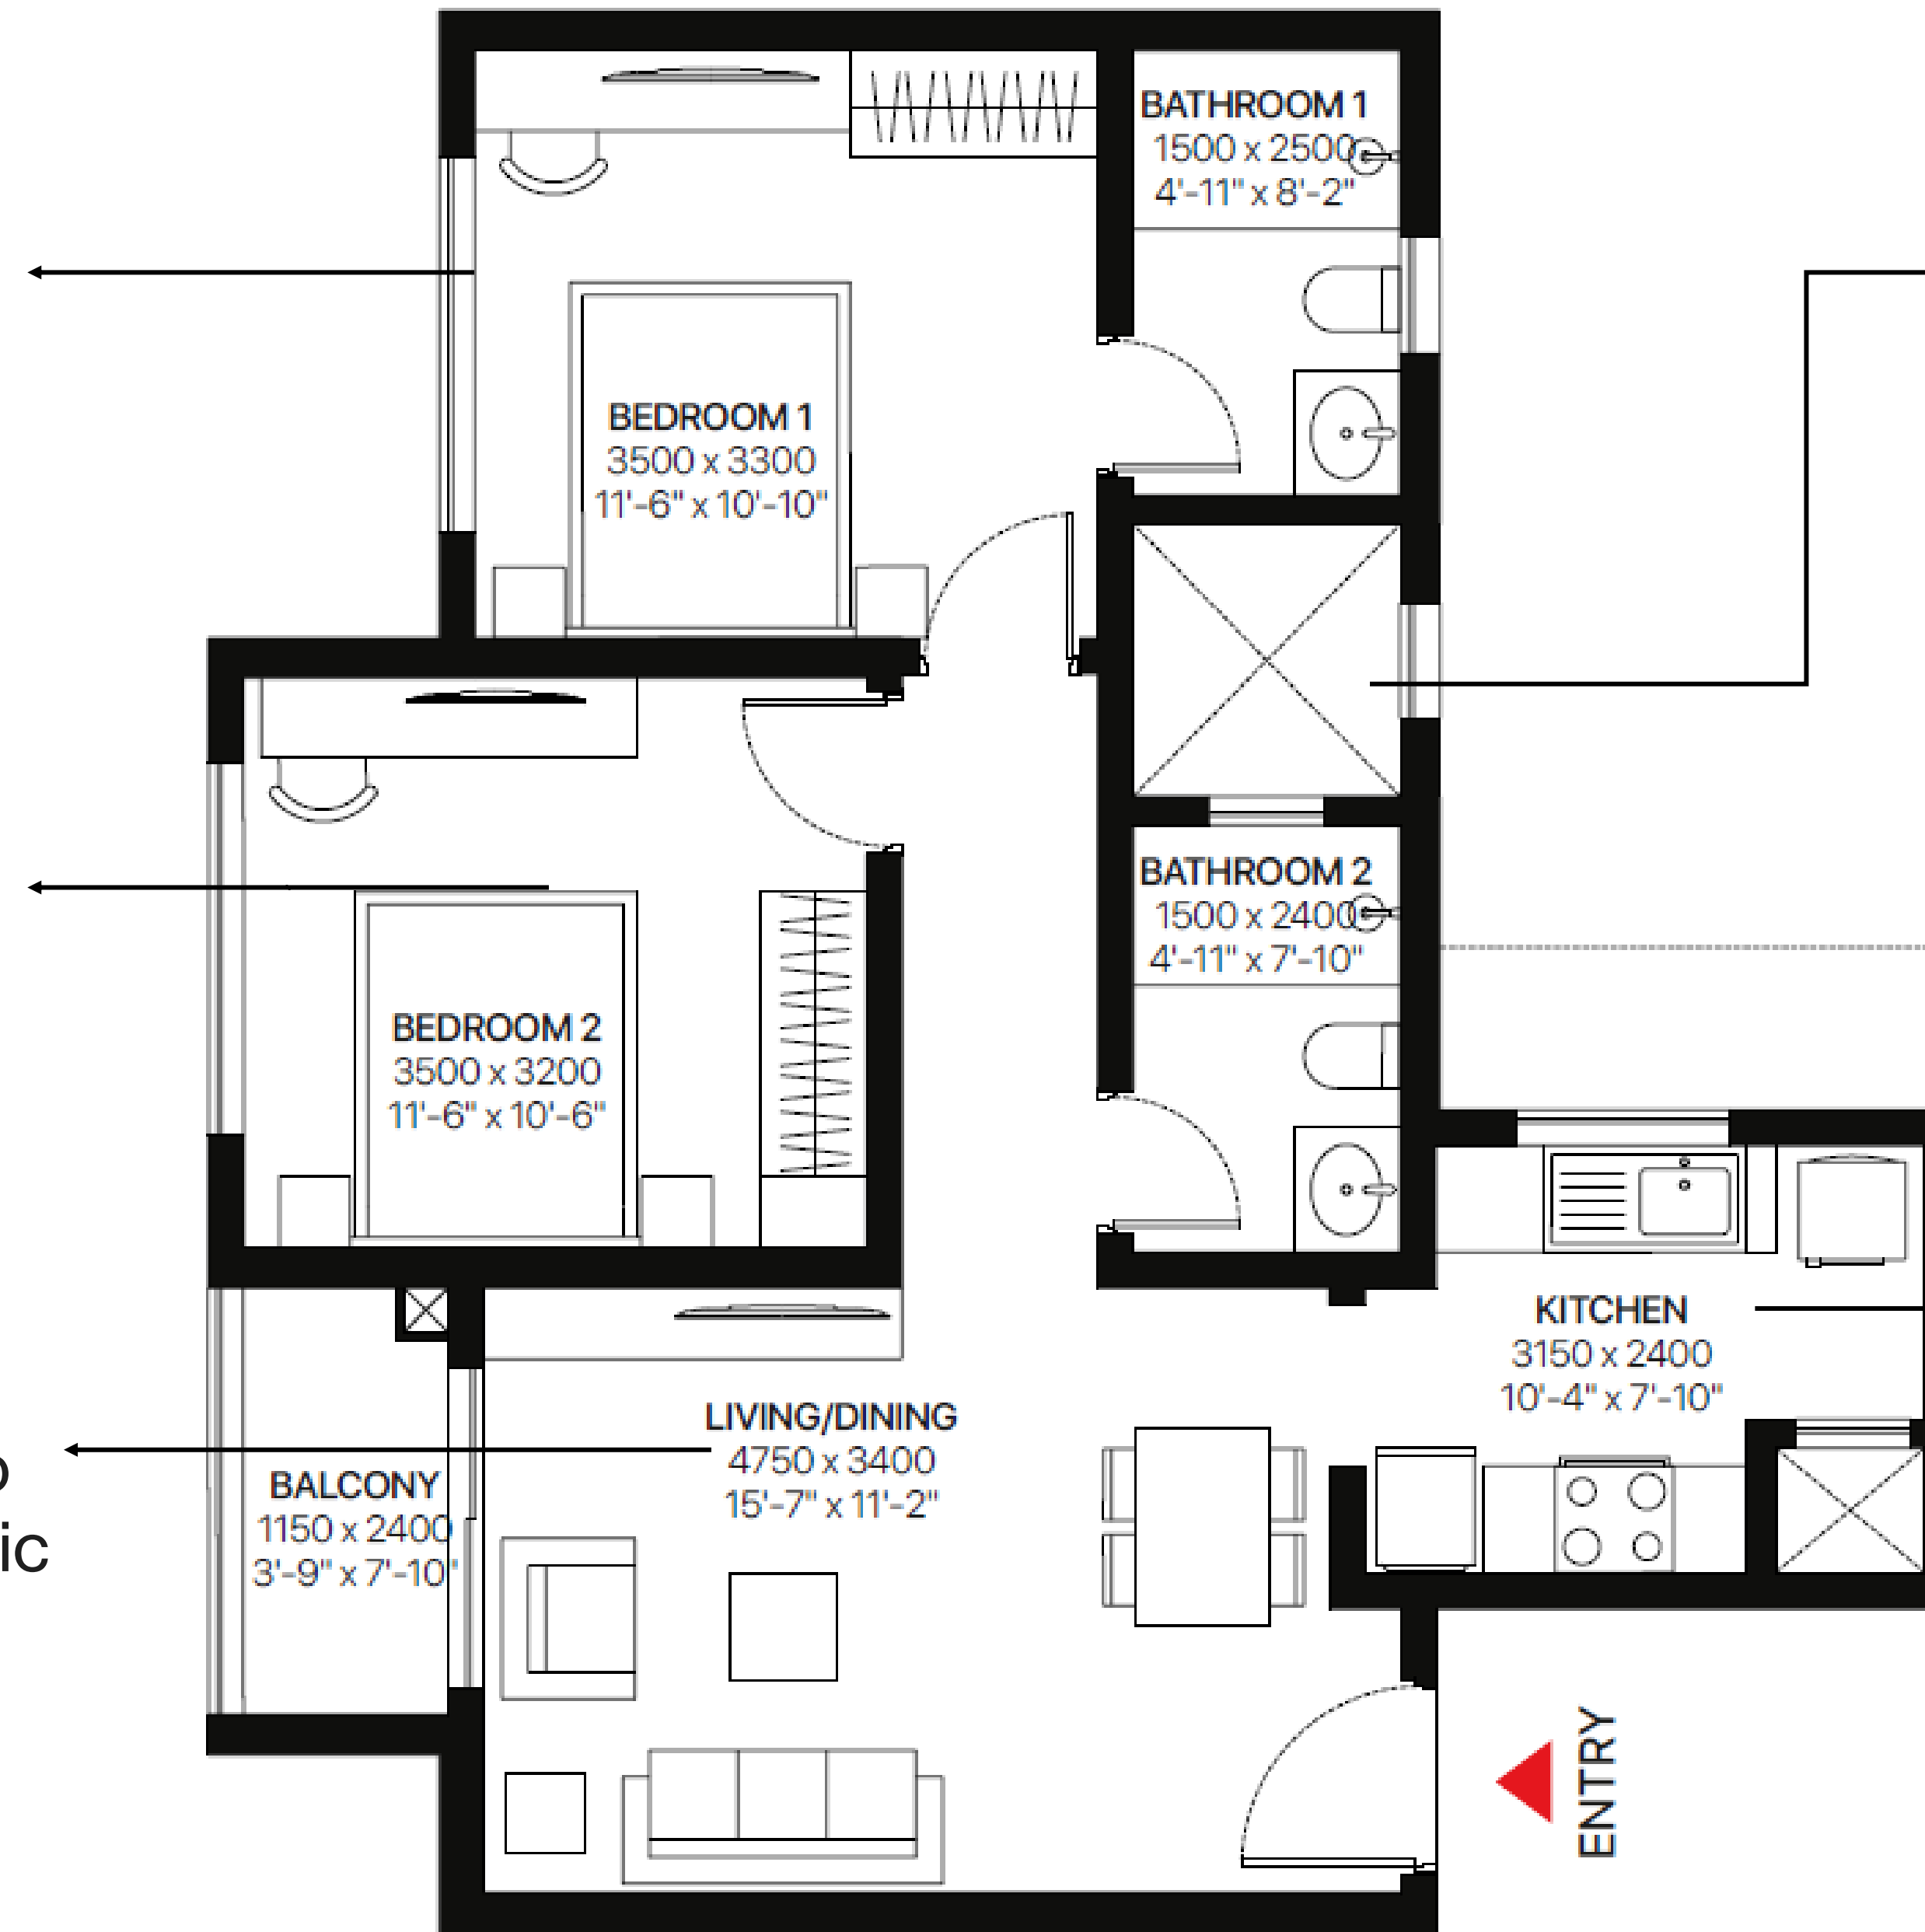 BATHROOM 1
1500 x 2500
4'-11" x 8'-2"
BEDROOM 1
3500 x 3300
11'-6" x 10'-10"
BATHROOM 2
1500 x 2400
4'-11" x 7'-10"
BEDROOM 2
3500 x 3200
11'-6" x 10'-6"
KITCHEN
3150 x 2400
10'-4" x 7'-10"
LIVING/DINING
4750 x 3400
15'-7" x 11'-2"
BALCONY
1150 x 2400
3'-9" x 7'-10"
ic
ENTRY